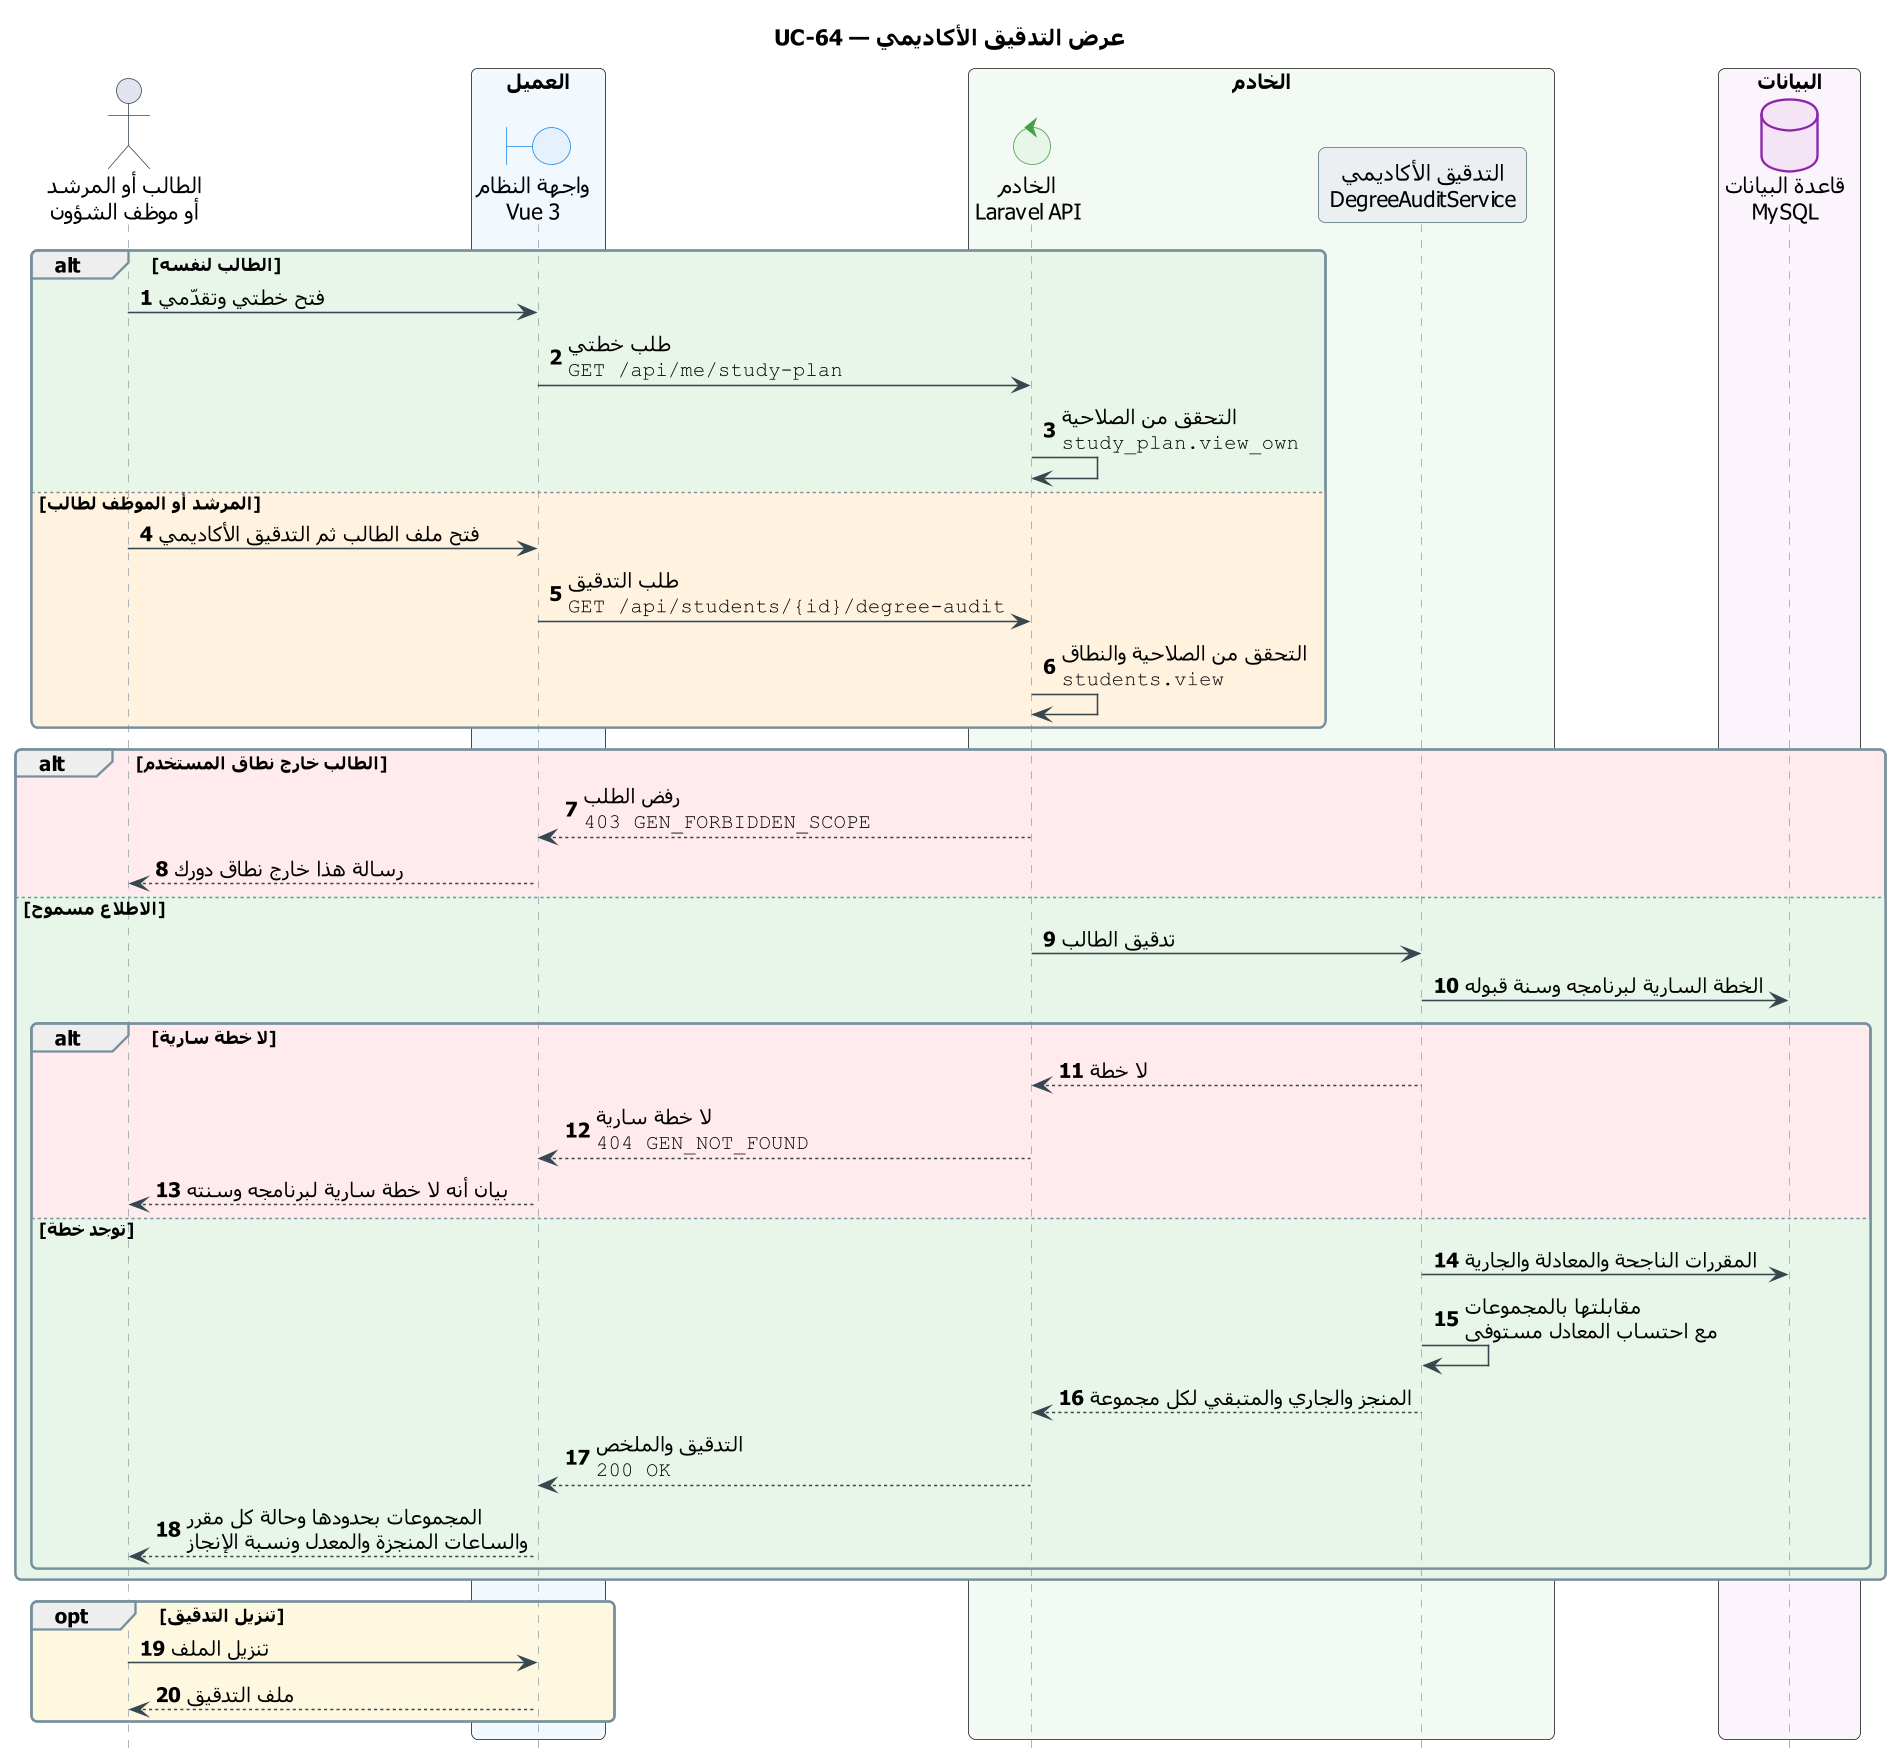 UC-64 — عرض التدقيق الأكاديمي
العميل
الخادم
البيانات
الطالب أو المرشد
أو موظف الشؤون
واجهة النظام
Vue 3
الخادم
Laravel API
التدقيق الأكاديمي
DegreeAuditService
قاعدة البيانات
MySQL
alt [الطالب لنفسه]
1 فتح خطتي وتقدّمي
2 طلب خطتي
GET /api/me/study-plan
3 التحقق من الصلاحية
study_plan.view_own
[المرشد أو الموظف لطالب]
4 فتح ملف الطالب ثم التدقيق الأكاديمي
5 طلب التدقيق
GET /api/students/{id}/degree-audit
6 التحقق من الصلاحية والنطاق
students.view
alt [الطالب خارج نطاق المستخدم]
7 رفض الطلب
403 GEN_FORBIDDEN_SCOPE
8 رسالة هذا خارج نطاق دورك
[الاطلاع مسموح]
9 تدقيق الطالب
10 الخطة السارية لبرنامجه وسنة قبوله
alt [لا خطة سارية]
11 لا خطة
12 لا خطة سارية
404 GEN_NOT_FOUND
13 بيان أنه لا خطة سارية لبرنامجه وسنته
[توجد خطة]
14 المقررات الناجحة والمعادلة والجارية
15 مقابلتها بالمجموعات
مع احتساب المعادل مستوفى
16 المنجز والجاري والمتبقي لكل مجموعة
17 التدقيق والملخص
200 OK
18 المجموعات بحدودها وحالة كل مقرر
والساعات المنجزة والمعدل ونسبة الإنجاز
opt [تنزيل التدقيق]
19 تنزيل الملف
20 ملف التدقيق